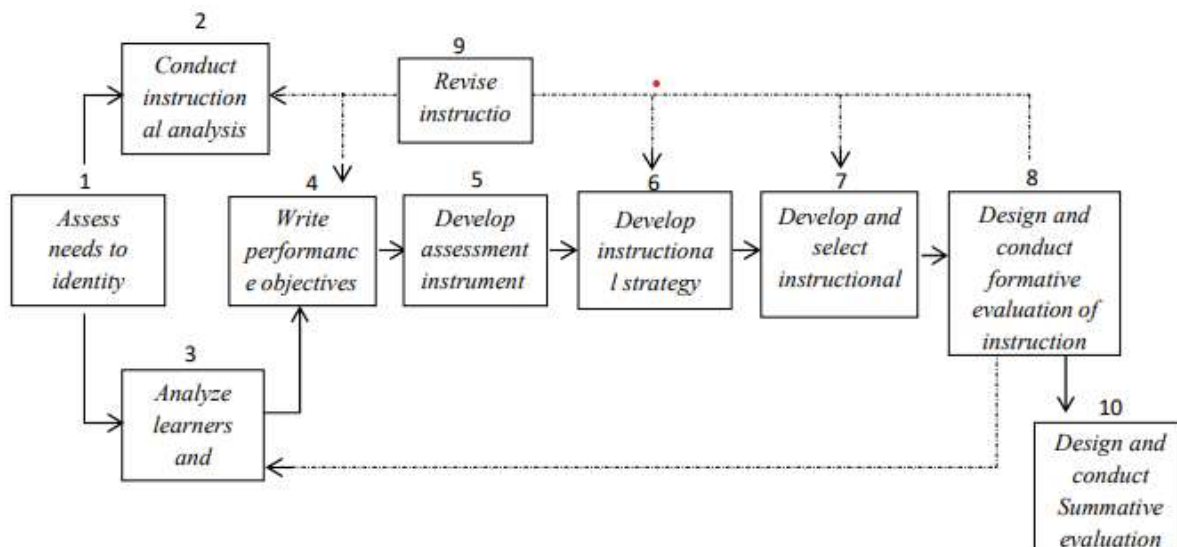 2
Conduct
instruction
al analysis
9
Revise
instructio
1
Assess
needs to
identity
4
Write
performanc
e objectives
5
Develop
assessment
instrument
6
Develop
instructiona
l strategy
7
Develop and
select
instructional
8
Design and
conduct
formative
evaluation of
instruction
3
Analyze
learners
and
10
Design and
conduct
Summative
evaluation